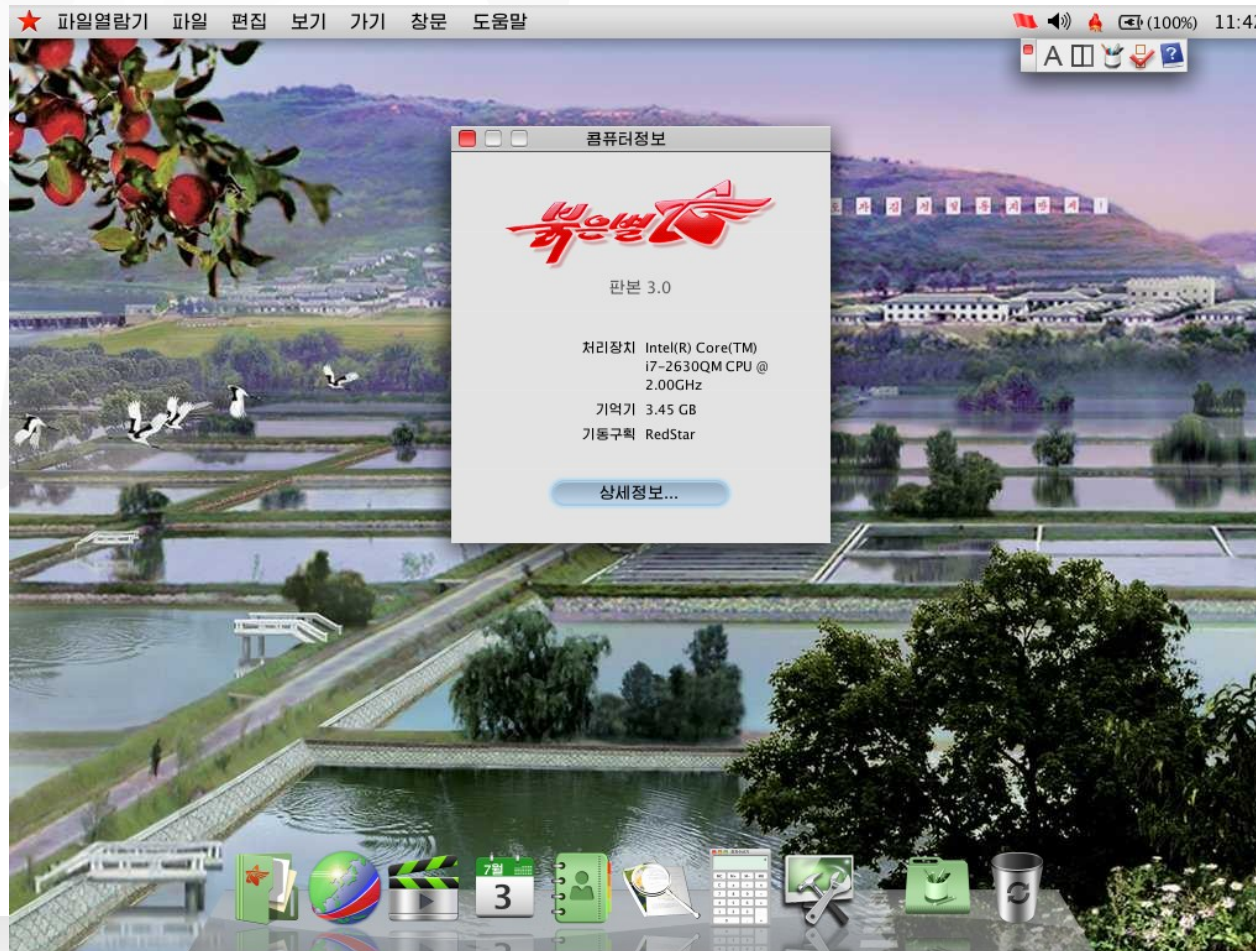 파일열람기 파일 편집 보기 가기 창문 도움말 (100%) 11:42
A
콤퓨터정보
붉은별
판본 3.0
처리장치 Intel(R) Core(TM)
i7-2630QM CPU @
2.00GHz
기억기 3.45 GB
기동구획 RedStar
상세정보...
7월
3